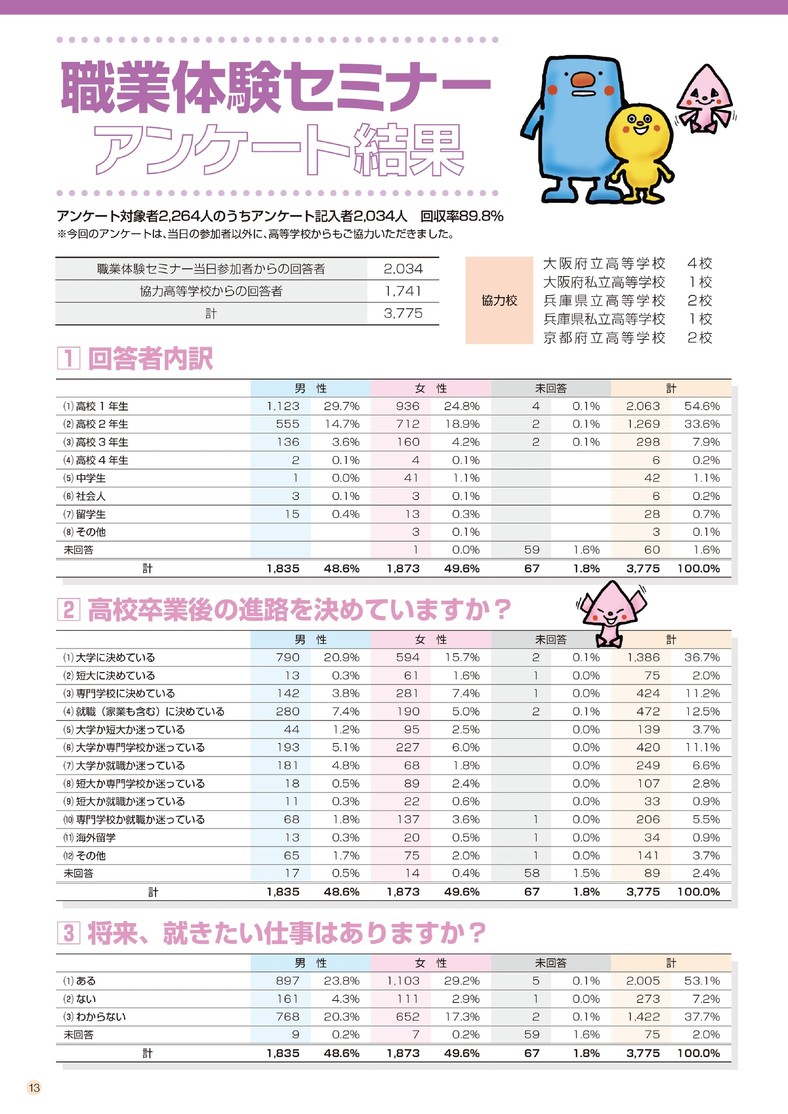 職業体験セミナー
アンケート結果
アンケート対象者2,264人のうちアンケート記入者2,034人　回収率89.8%
※今回のアンケートは、当日の参加者以外に、高等学校からもご協力いただきました。
職業体験セミナー当日参加者からの回答者 2,034
協力高等学校からの回答者 1,741
計 3,775
協力校
大阪府立高等学校 4校
大阪府私立高等学校 1校
兵庫県立高等学校 2校
兵庫県私立高等学校 1校
京都府立高等学校 2校
1 回答者内訳
男　性 女　性 未回答 計
⑴高校1年生 1,123 29.7% 936 24.8% 4 0.1% 2,063 54.6%
⑵高校2年生 555 14.7% 712 18.9% 2 0.1% 1,269 33.6%
⑶高校3年生 136 3.6% 160 4.2% 2 0.1% 298 7.9%
⑷高校4年生 2 0.1% 4 0.1% 6 0.2%
⑸中学生 1 0.0% 41 1.1% 42 1.1%
⑹社会人 3 0.1% 3 0.1% 6 0.2%
⑺留学生 15 0.4% 13 0.3% 28 0.7%
⑻その他 3 0.1% 3 0.1%
未回答 1 0.0% 59 1.6% 60 1.6%
計 1,835 48.6% 1,873 49.6% 67 1.8% 3,775 100.0%
2 高校卒業後の進路を決めていますか？
男　性 女　性 未回答 計
⑴大学に決めている 790 20.9% 594 15.7% 2 0.1% 1,386 36.7%
⑵短大に決めている 13 0.3% 61 1.6% 1 0.0% 75 2.0%
⑶専門学校に決めている 142 3.8% 281 7.4% 1 0.0% 424 11.2%
⑷就職（家業も含む）に決めている 280 7.4% 190 5.0% 2 0.1% 472 12.5%
⑸大学か短大か迷っている 44 1.2% 95 2.5% 0.0% 139 3.7%
⑹大学か専門学校か迷っている 193 5.1% 227 6.0% 0.0% 420 11.1%
⑺大学か就職か迷っている 181 4.8% 68 1.8% 0.0% 249 6.6%
⑻短大か専門学校か迷っている 18 0.5% 89 2.4% 0.0% 107 2.8%
⑼短大か就職か迷っている 11 0.3% 22 0.6% 0.0% 33 0.9%
⑽専門学校か就職か迷っている 68 1.8% 137 3.6% 1 0.0% 206 5.5%
⑾海外留学 13 0.3% 20 0.5% 1 0.0% 34 0.9%
⑿その他 65 1.7% 75 2.0% 1 0.0% 141 3.7%
未回答 17 0.5% 14 0.4% 58 1.5% 89 2.4%
計 1,835 48.6% 1,873 49.6% 67 1.8% 3,775 100.0%
3 将来、就きたい仕事はありますか？
男　性 女　性 未回答 計
⑴ある 897 23.8% 1,103 29.2% 5 0.1% 2,005 53.1%
⑵ない 161 4.3% 111 2.9% 1 0.0% 273 7.2%
⑶わからない 768 20.3% 652 17.3% 2 0.1% 1,422 37.7%
未回答 9 0.2% 7 0.2% 59 1.6% 75 2.0%
計 1,835 48.6% 1,873 49.6% 67 1.8% 3,775 100.0%
13